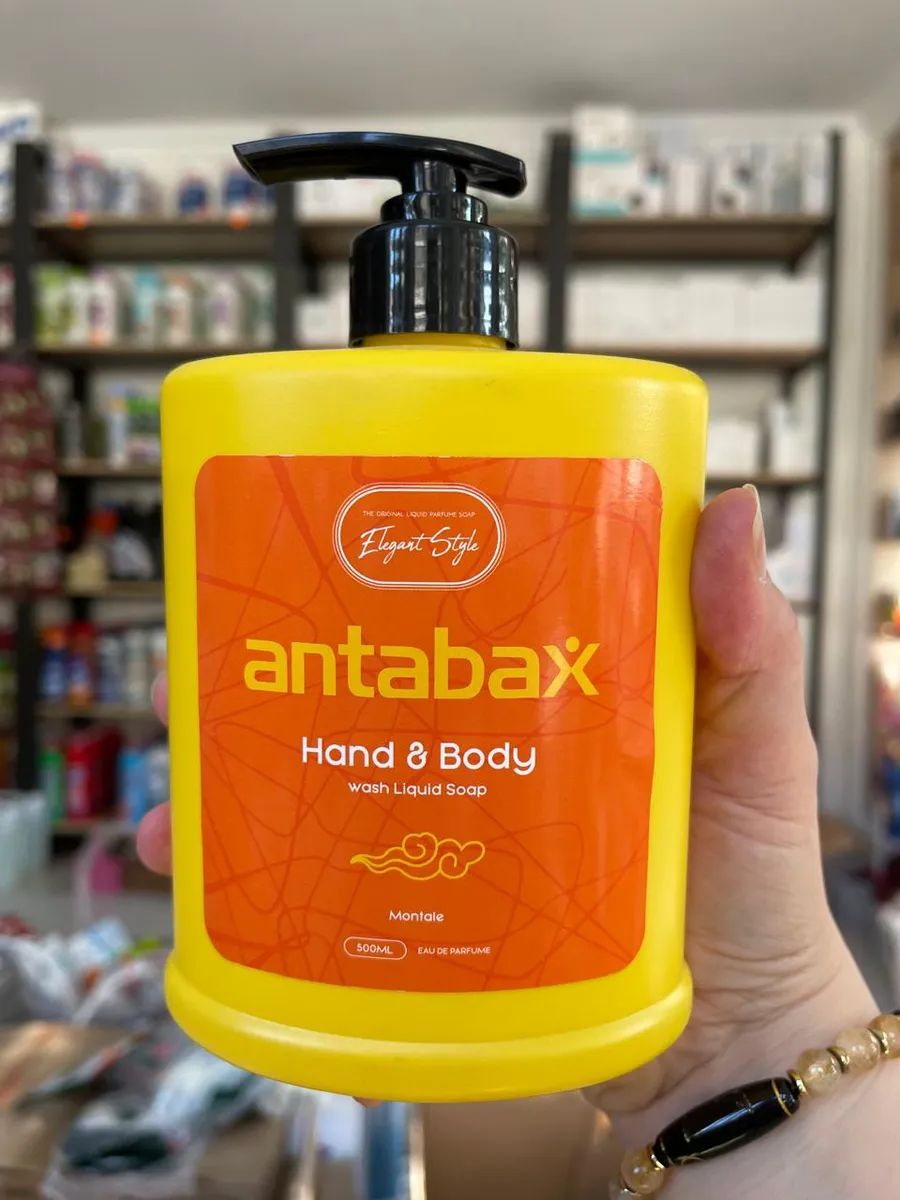 THE ORIGINAL LIQUID PARFUME SOAP
Elegant Style
antabax
Hand & Body
wash Liquid Soap
Montale
500ML EAU DE PARFUME